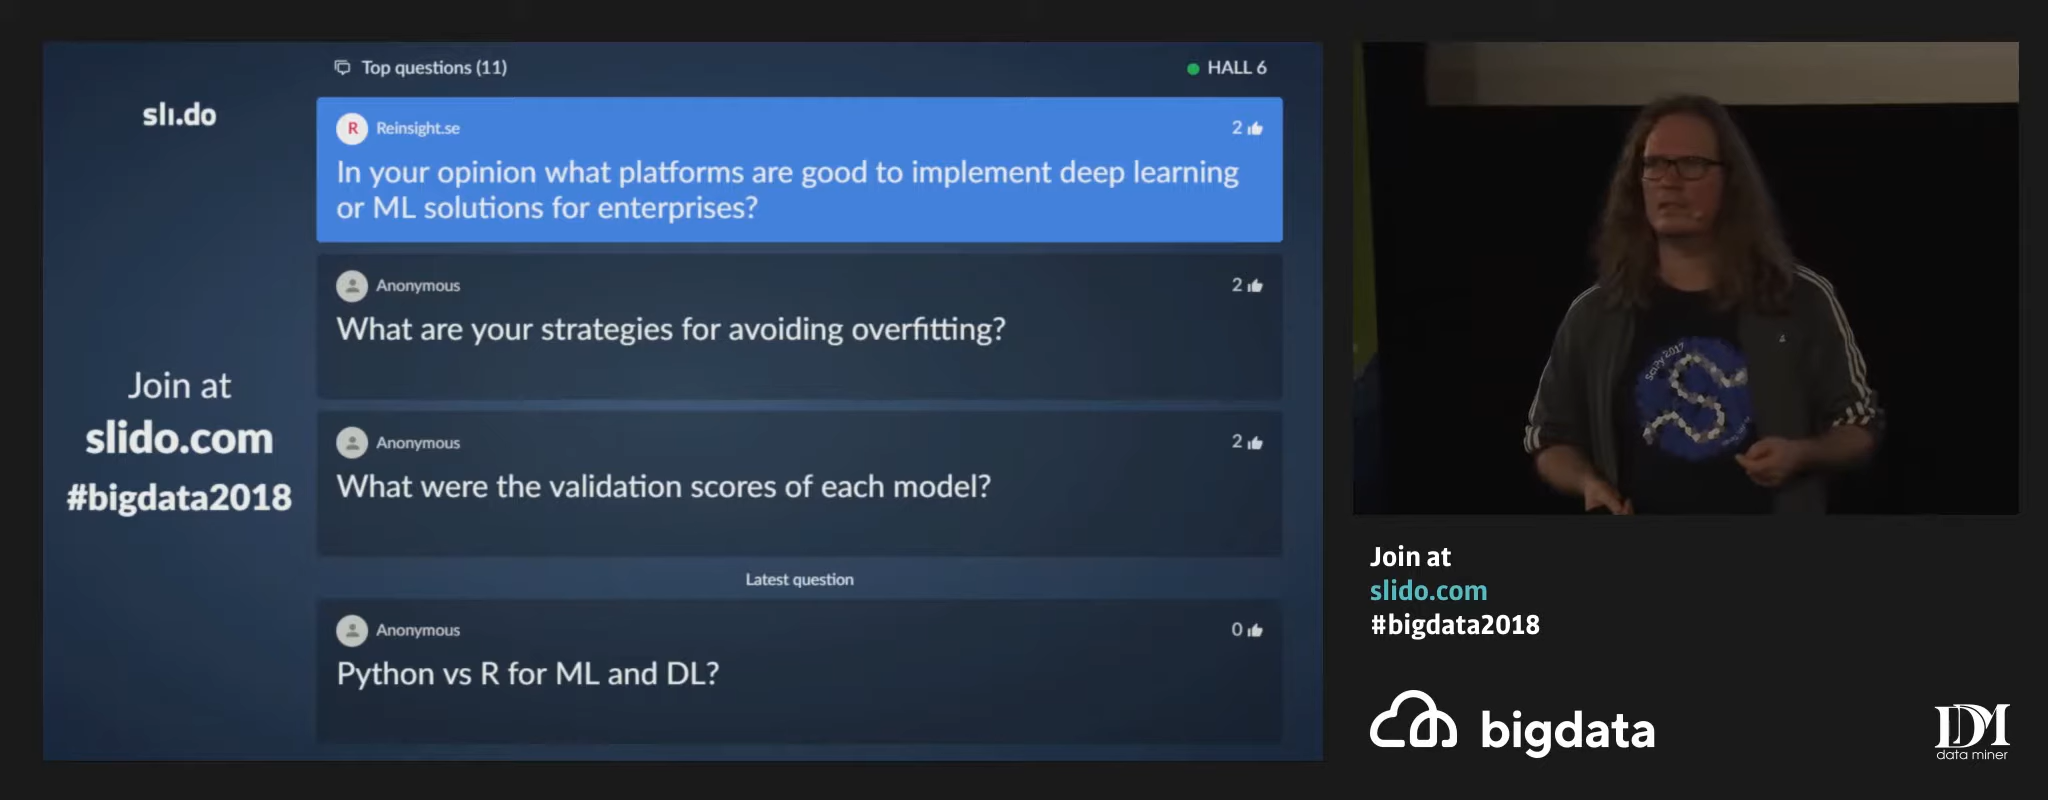 Top questions (11)
HALL 6
sli.do
R
Reinsight.se
2
In your opinion what platforms are good to implement deep learning
or ML solutions for enterprises?
Anonymous
2
What are your strategies for avoiding overfitting?
Anonymous
2
What were the validation scores of each model?
Join at
slido.com
#bigdata2018
Latest question
Anonymous
0
Python vs R for ML and DL?
SciPy 2017
Join at
slido.com
#bigdata2018
bigdata
DM
data miner